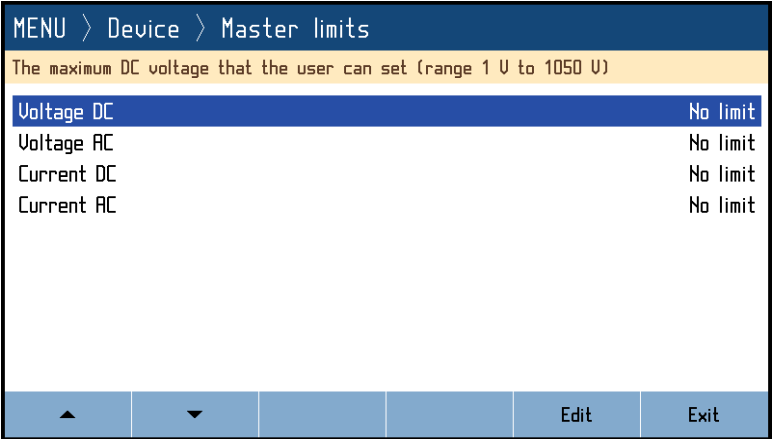 MENU > Device > Master limits
The maximum DC voltage that the user can set (range 1 V to 1050 V)
Voltage DC No limit
Voltage AC No limit
Current DC No limit
Current AC No limit
Edit Exit